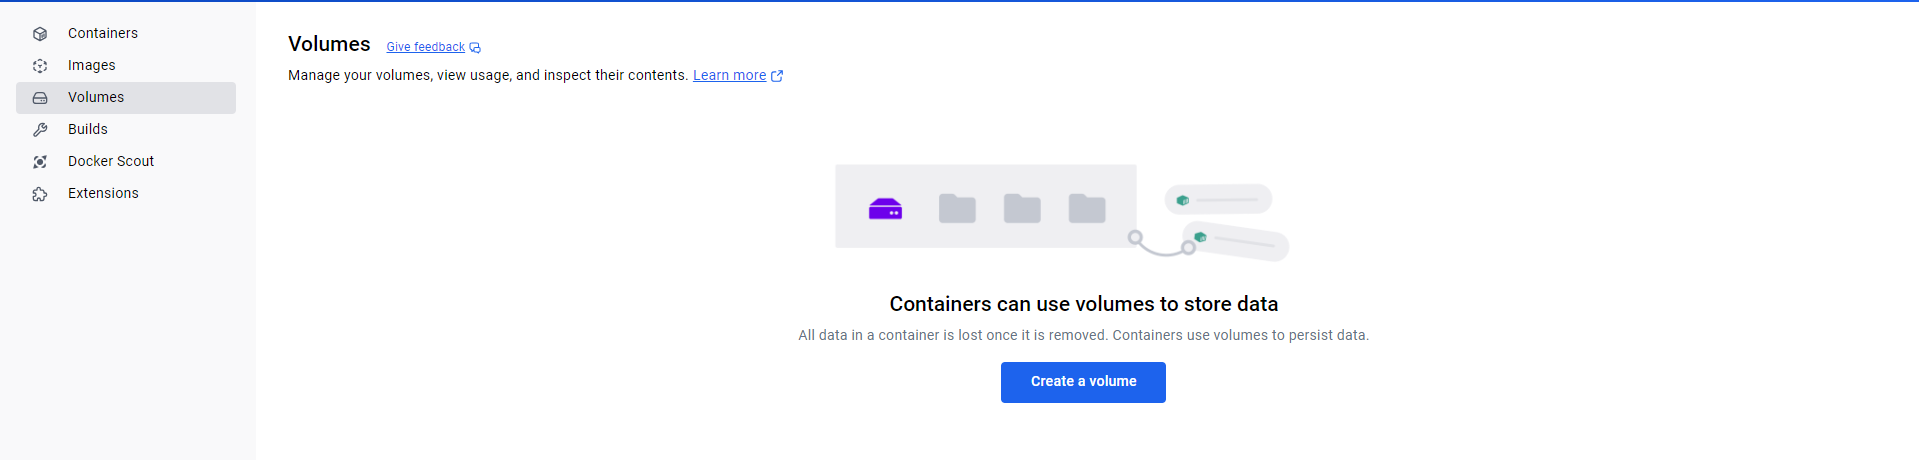 Containers
Images
Volumes
Builds
Docker Scout
Extensions
Volumes Give feedback
Manage your volumes, view usage, and inspect their contents. Learn more
Containers can use volumes to store data
All data in a container is lost once it is removed. Containers use volumes to persist data.
Create a volume